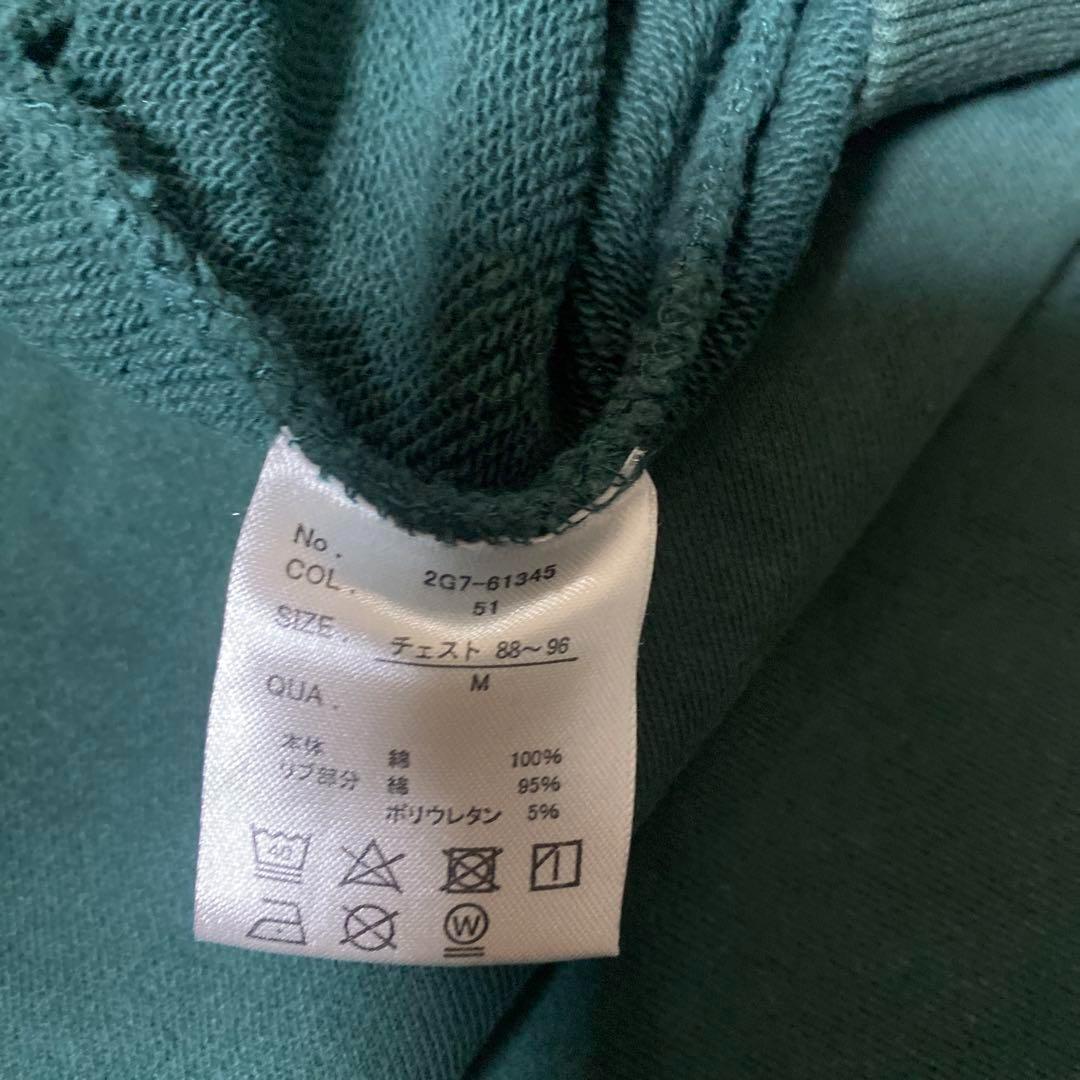 No. 2G7-61345
COL. 51
SIZE. チェスト 88～96
M
QUA.
本体 綿 100%
リブ部分 綿 95%
ポリウレタン 5%
40
W